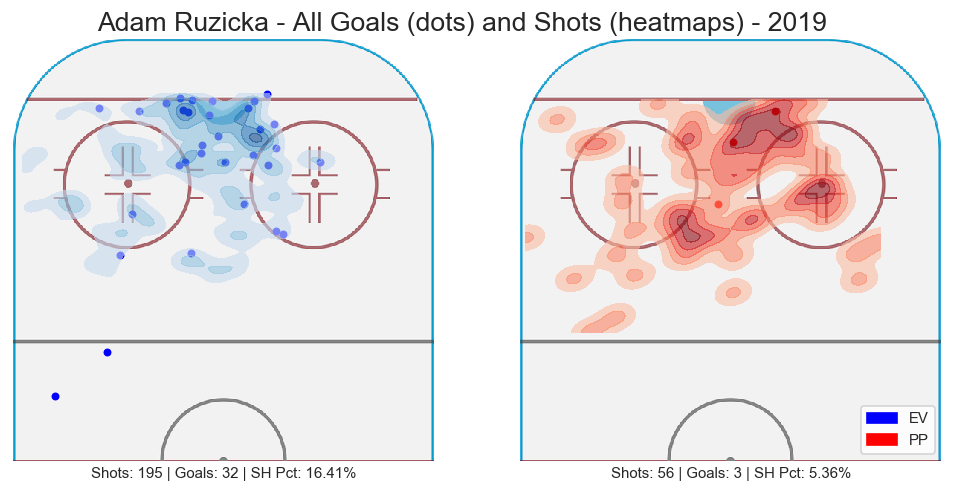 Adam Ruzicka - All Goals (dots) and Shots (heatmaps) - 2019
EV
PP
Shots: 195 | Goals: 32 | SH Pct: 16.41%
Shots: 56 | Goals: 3 | SH Pct: 5.36%